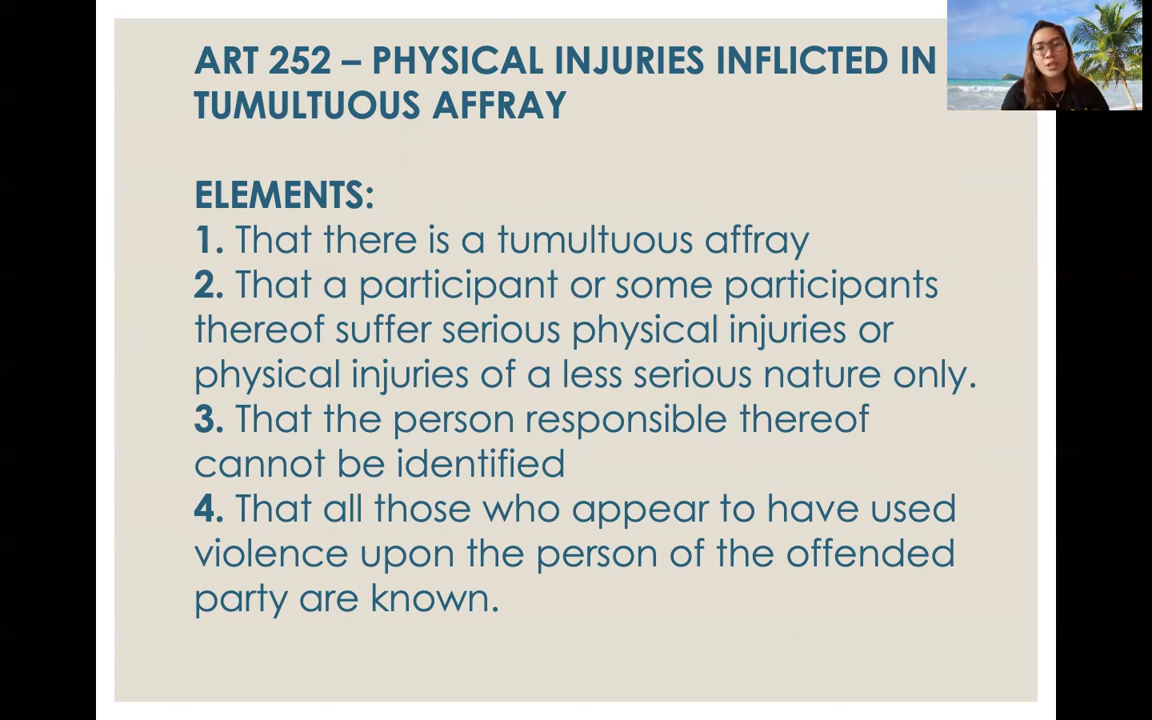 ART 252 – PHYSICAL INJURIES INFLICTED IN
TUMULTUOUS AFFRAY
ELEMENTS:
1. That there is a tumultuous affray
2. That a participant or some participants
thereof suffer serious physical injuries or
physical injuries of a less serious nature only.
3. That the person responsible thereof
cannot be identified
4. That all those who appear to have used
violence upon the person of the offended
party are known.